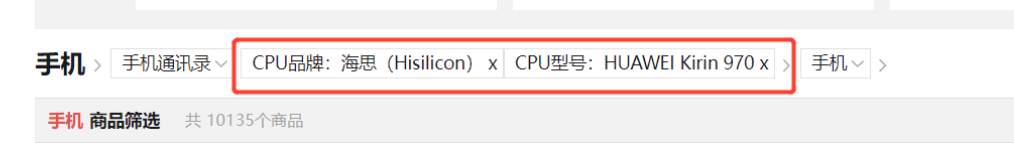 手机 > 手机通讯录 CPU品牌：海思（Hisilicon） x CPU型号：HUAWEI Kirin 970 x > 手机 >
手机 商品筛选 共 10135个商品